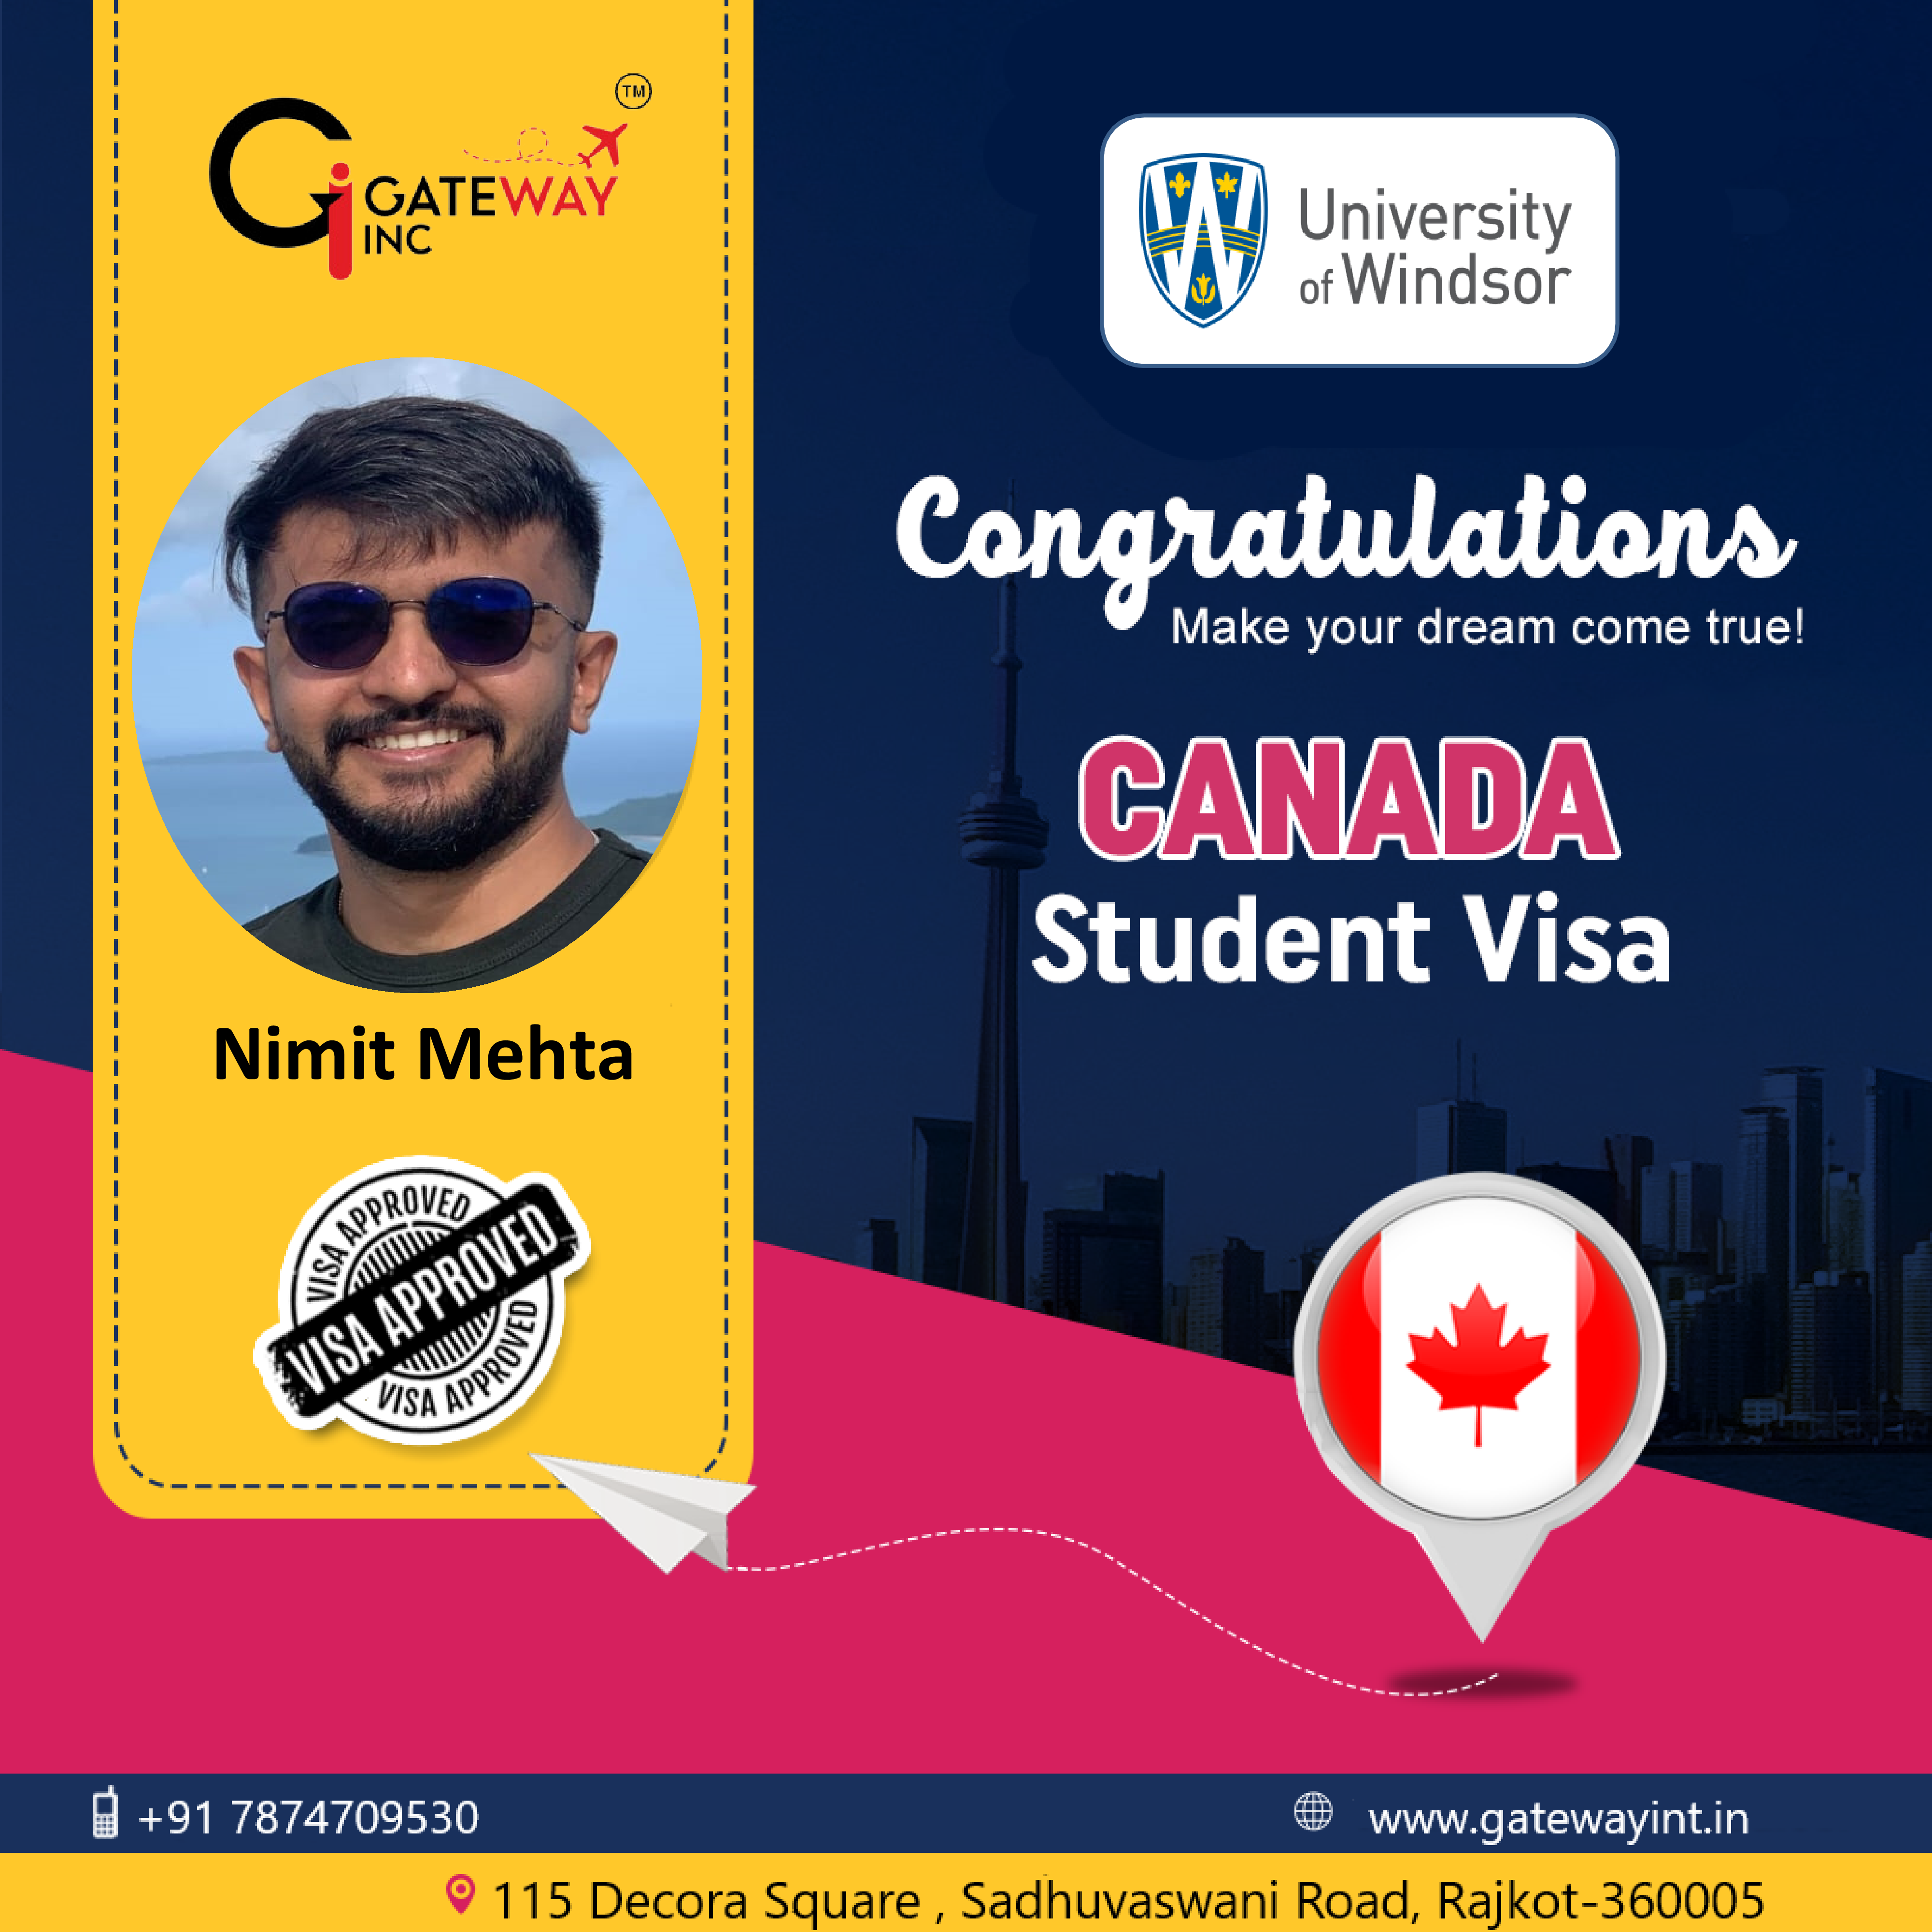 TM
GATEWAY
INC
University
of Windsor
Congratulations
Make your dream come true!
CANADA
Student Visa
Nimit Mehta
VISA APPROVED
VISA APPROVED
VISA APPROVED
+91 7874709530
www.gatewayint.in
115 Decora Square , Sadhuvaswani Road, Rajkot-360005